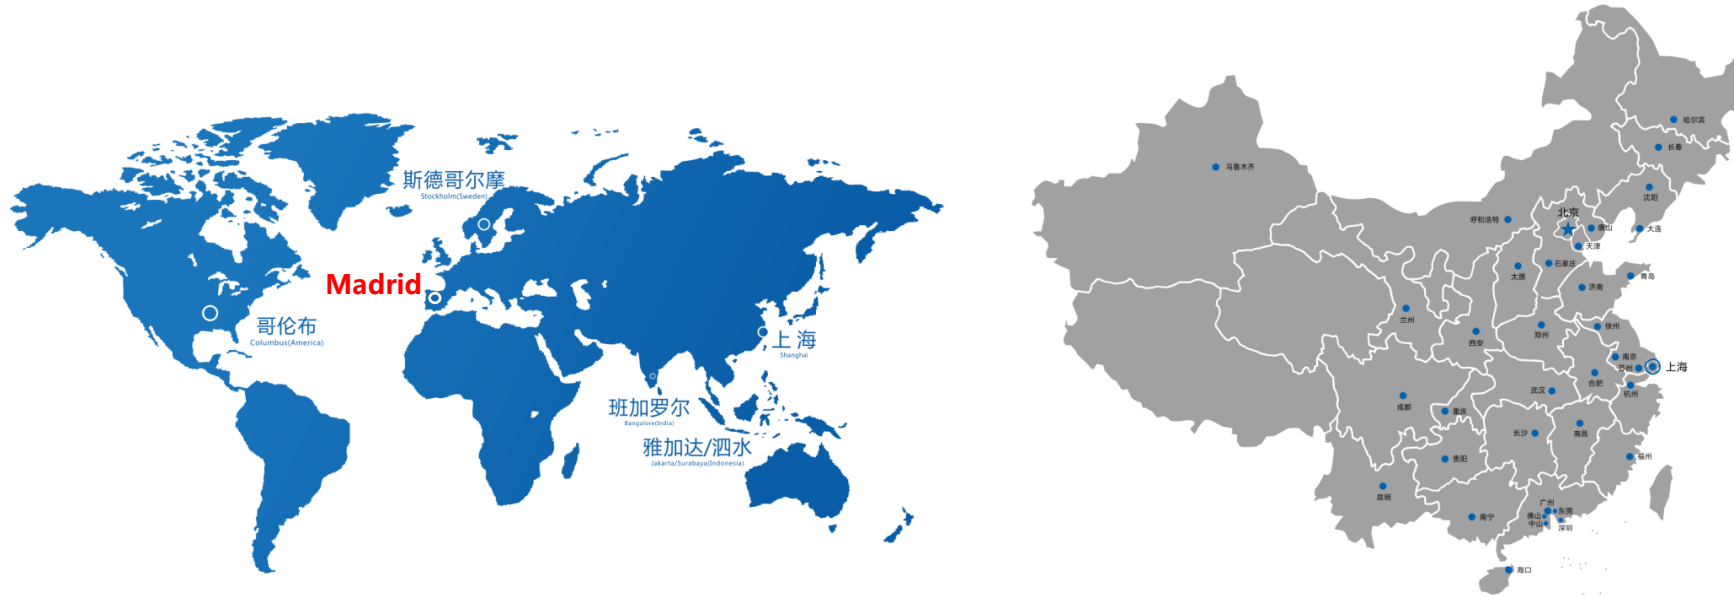 斯德哥尔摩
Stockholm(Sweden)
Madrid
哥伦布
Columbus(America)
上海
Shanghai
班加罗尔
Bangalore(India)
雅加达/泗水
Jakarta/Surabaya(Indonesia)
哈尔滨
长春
乌鲁木齐
沈阳
北京
呼和浩特
唐山
大连
天津
石家庄
太原
青岛
济南
兰州
徐州
郑州
西安
南京
上海
苏州
合肥
杭州
武汉
成都
重庆
长沙
南昌
贵阳
福州
昆明
广州
东莞
佛山
南宁
中山
深圳
海口